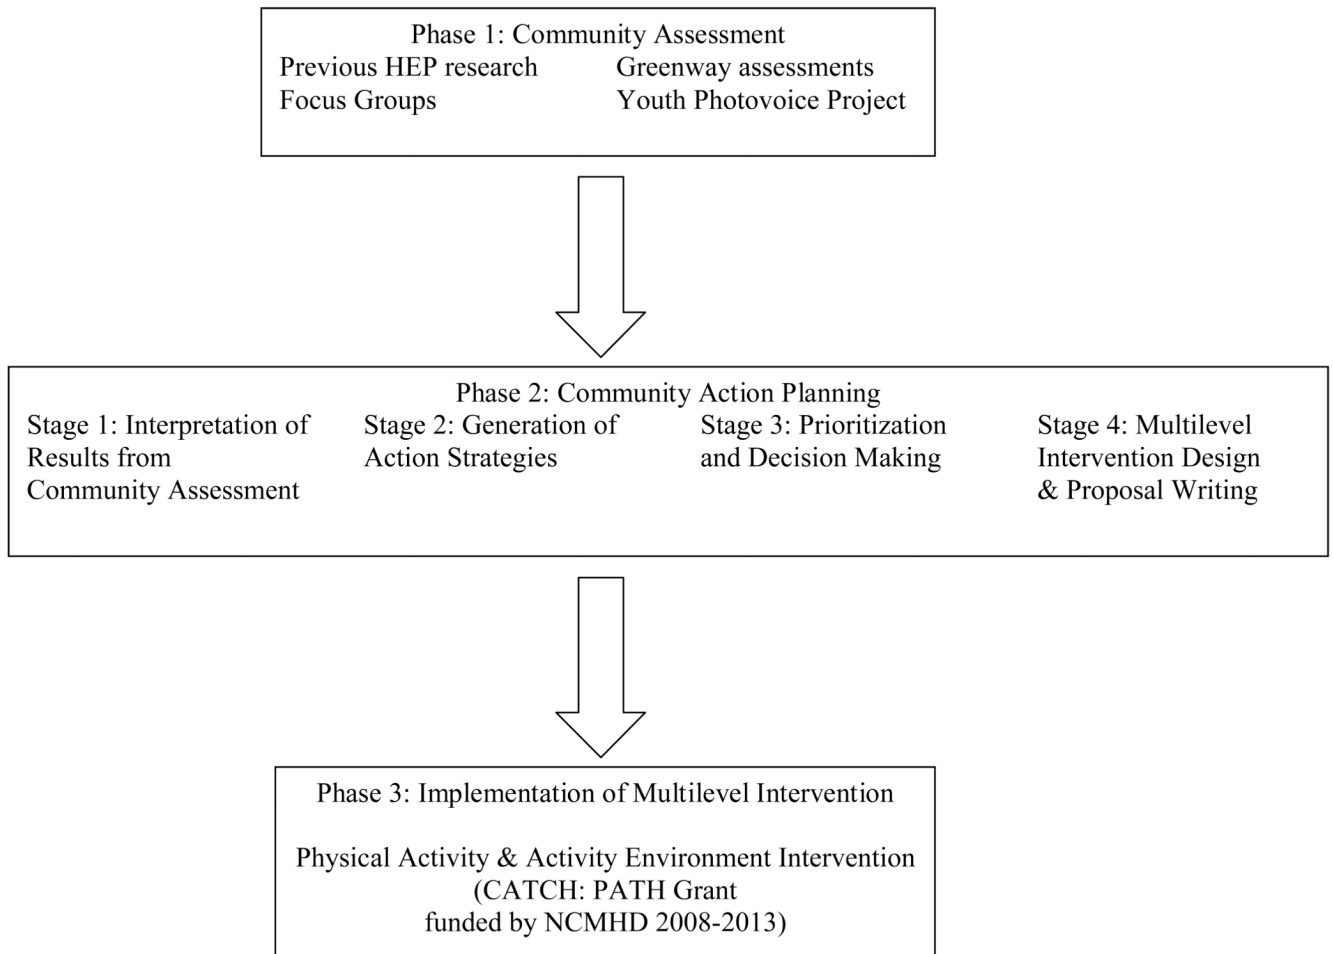 Phase 1: Community Assessment
Previous HEP research
Focus Groups
Greenway assessments
Youth Photovoice Project
Phase 2: Community Action Planning
Stage 1: Interpretation of
Results from
Community Assessment
Stage 2: Generation of
Action Strategies
Stage 3: Prioritization
and Decision Making
Stage 4: Multilevel
Intervention Design
& Proposal Writing
Phase 3: Implementation of Multilevel Intervention
Physical Activity & Activity Environment Intervention
(CATCH: PATH Grant
funded by NCMHD 2008-2013)